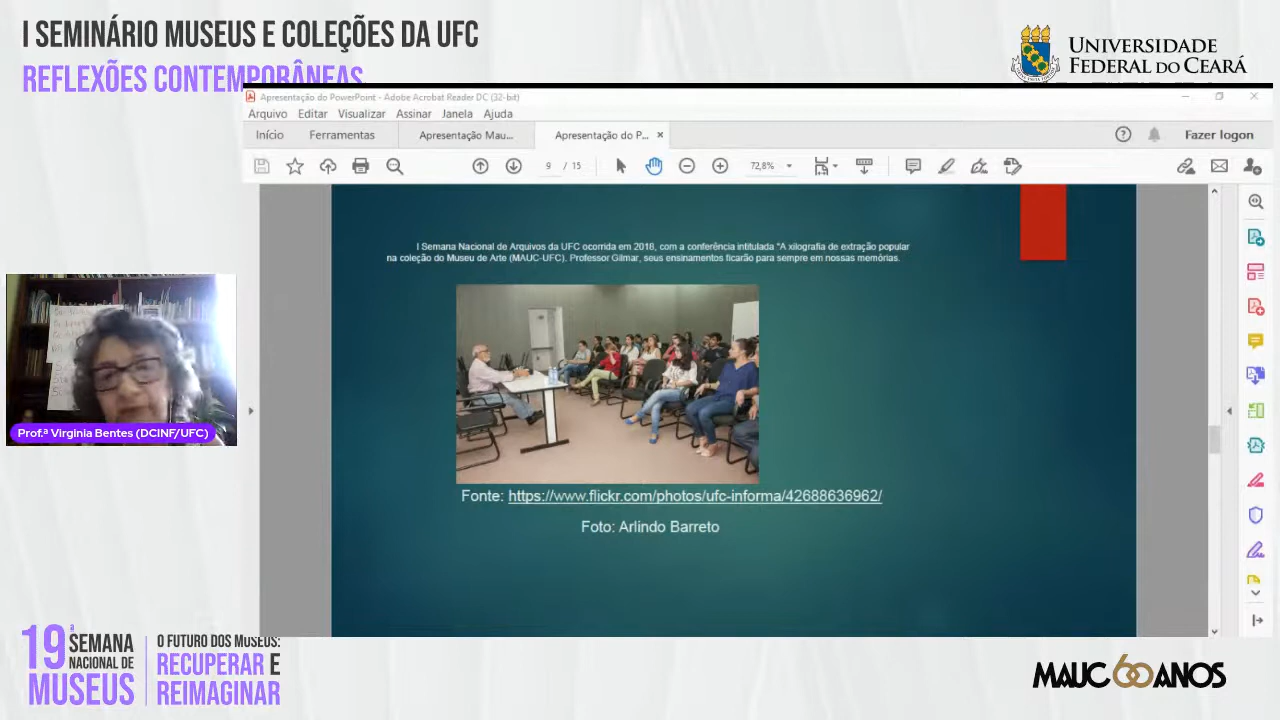 I SEMINÁRIO MUSEUS E COLEÇÕES DA UFC
REFLEXÕES CONTEMPORÂNEAS
UNIVERSIDADE
FEDERAL DO CEARÁ
Apresentação do PowerPoint - Adobe Acrobat Reader DC (32-bit)
Arquivo Editar Visualizar Assinar Janela Ajuda
Início Ferramentas Apresentação Mau... Apresentação do P... Fazer logon
9 / 15 72,8%
I Semana Nacional de Arquivos da UFC ocorrida em 2018, com a conferência intitulada "A xilografia de extração popular
na coleção do Museu de Arte (MAUC-UFC). Professor Gilmar, seus ensinamentos ficarão para sempre em nossas memórias.
Fonte: https://www.flickr.com/photos/ufc-informa/42688636962/
Foto: Arlindo Barreto
Prof.ª Virginia Bentes (DCINF/UFC)
19ª SEMANA
NACIONAL DE
MUSEUS
O FUTURO DOS MUSEUS:
RECUPERAR E
REIMAGINAR
MAUC 60 ANOS